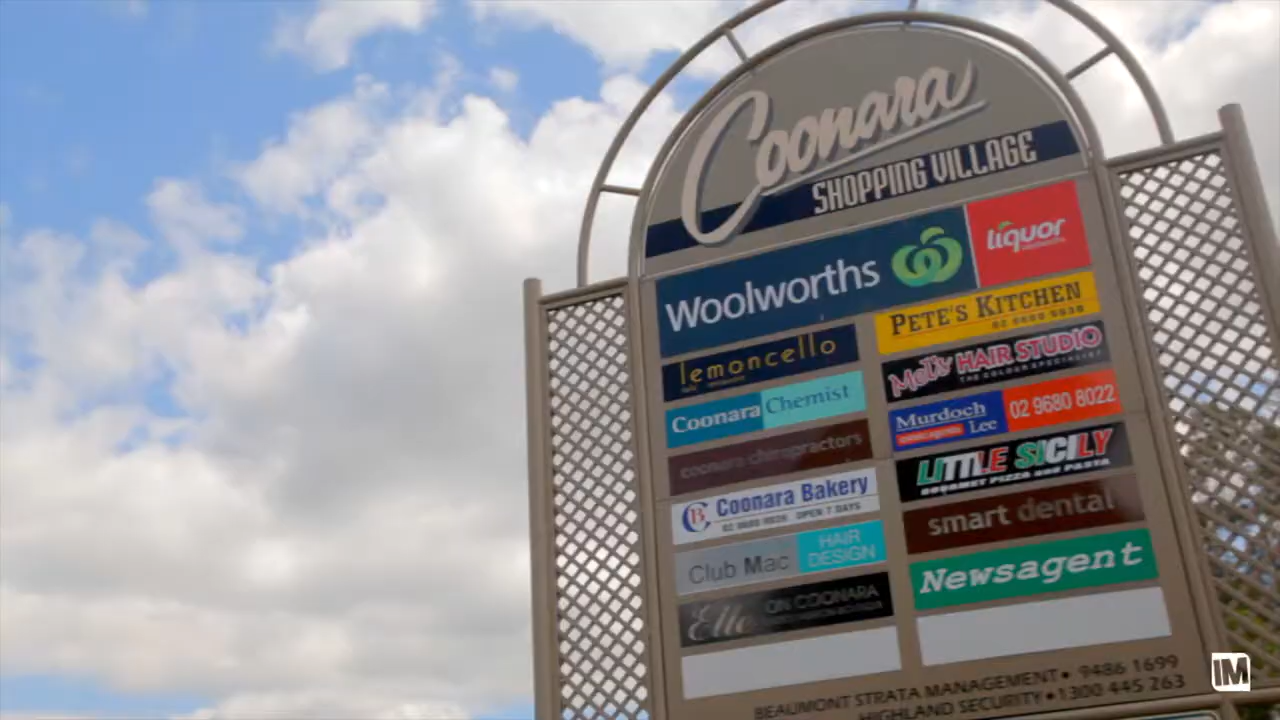 Coonara
SHOPPING VILLAGE
Woolworths
liquor
lemoncello
PETE'S KITCHEN
Coonara Chemist
Mel's HAIR STUDIO
THE COLOUR SPECIALIST
coonara chiropractors
Murdoch
Lee
02 9680 8022
Coonara Bakery
OPEN 7 DAYS
LITTLE SICILY
GOURMET PIZZA AND PASTA
Club Mac
HAIR
DESIGN
smart dental
Elle ON COONARA
Newsagent
BEAUMONT STRATA MANAGEMENT • 9486 1699
HIGHLAND SECURITY • 1300 445 263
IM